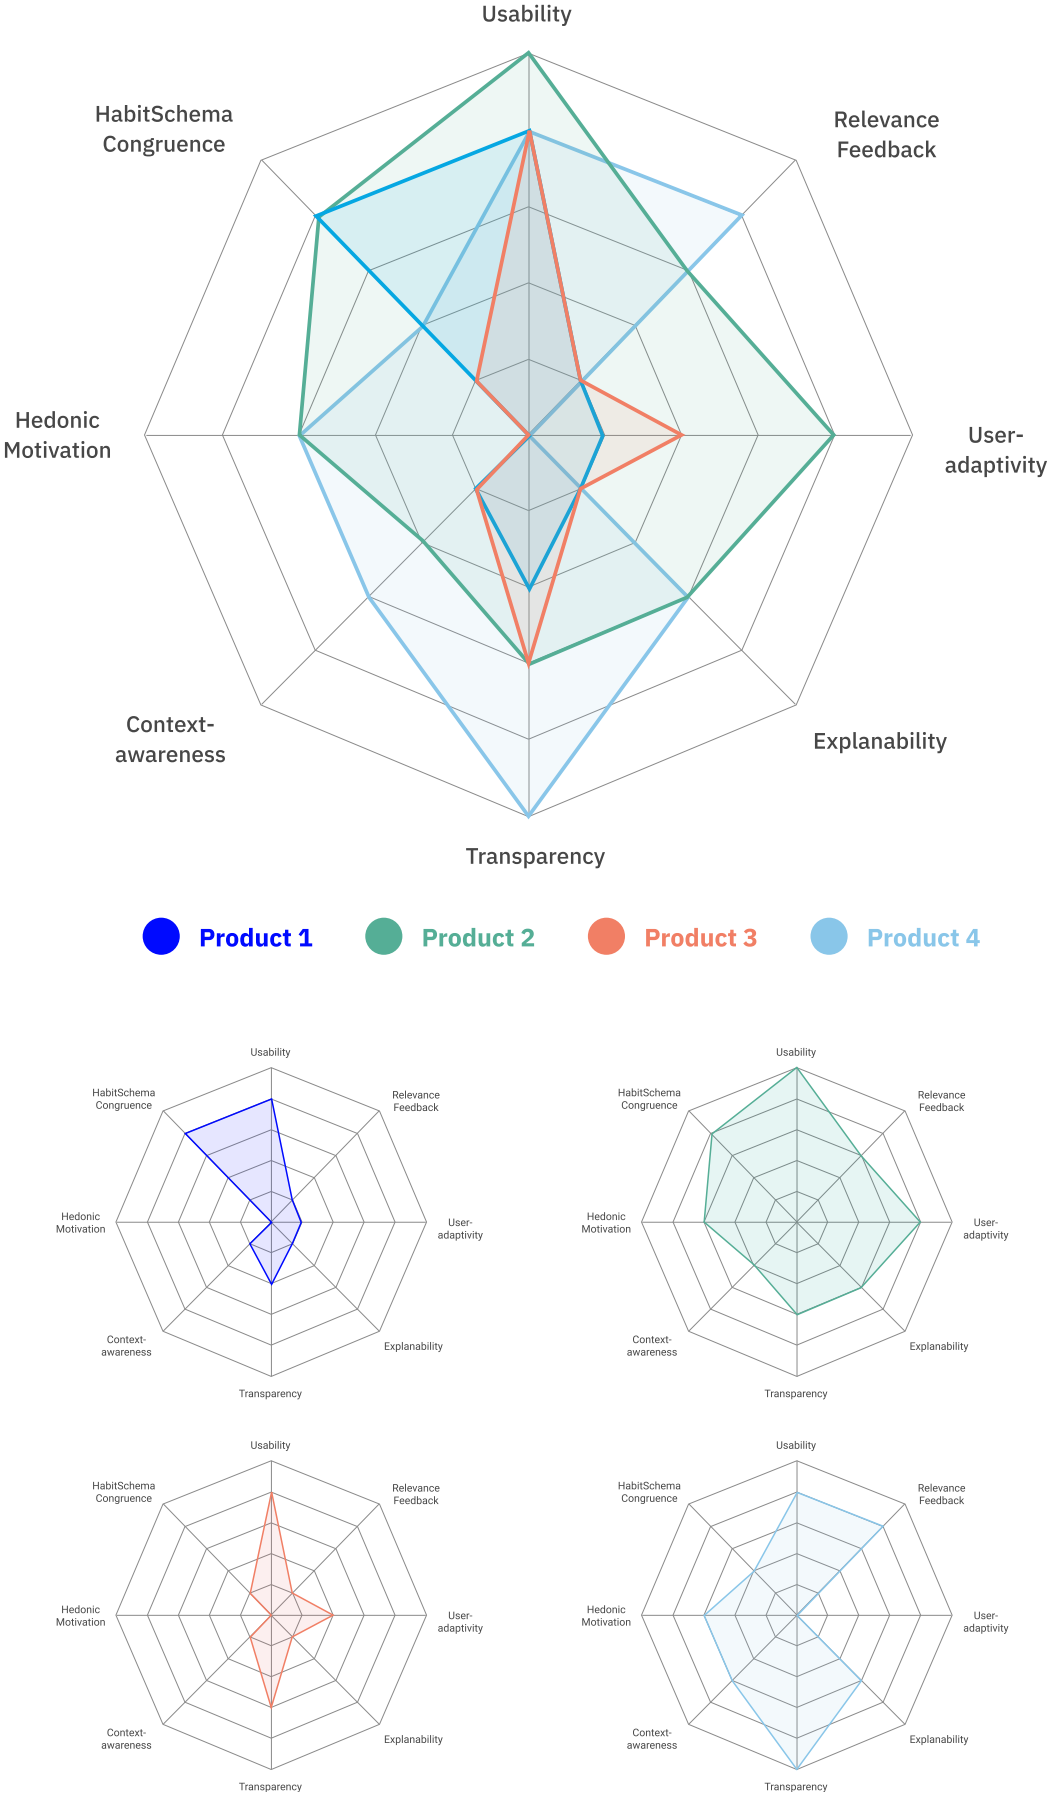 Usability
HabitSchema
Congruence
Relevance
Feedback
Hedonic
Motivation
User-
adaptivity
Context-
awareness
Explanability
Transparency
Product 1
Product 2
Product 3
Product 4
Usability
HabitSchema
Congruence
Relevance
Feedback
Hedonic
Motivation
User-
adaptivity
Context-
awareness
Explanability
Transparency
Usability
HabitSchema
Congruence
Relevance
Feedback
Hedonic
Motivation
User-
adaptivity
Context-
awareness
Explanability
Transparency
Usability
HabitSchema
Congruence
Relevance
Feedback
Hedonic
Motivation
User-
adaptivity
Context-
awareness
Explanability
Transparency
Usability
HabitSchema
Congruence
Relevance
Feedback
Hedonic
Motivation
User-
adaptivity
Context-
awareness
Explanability
Transparency